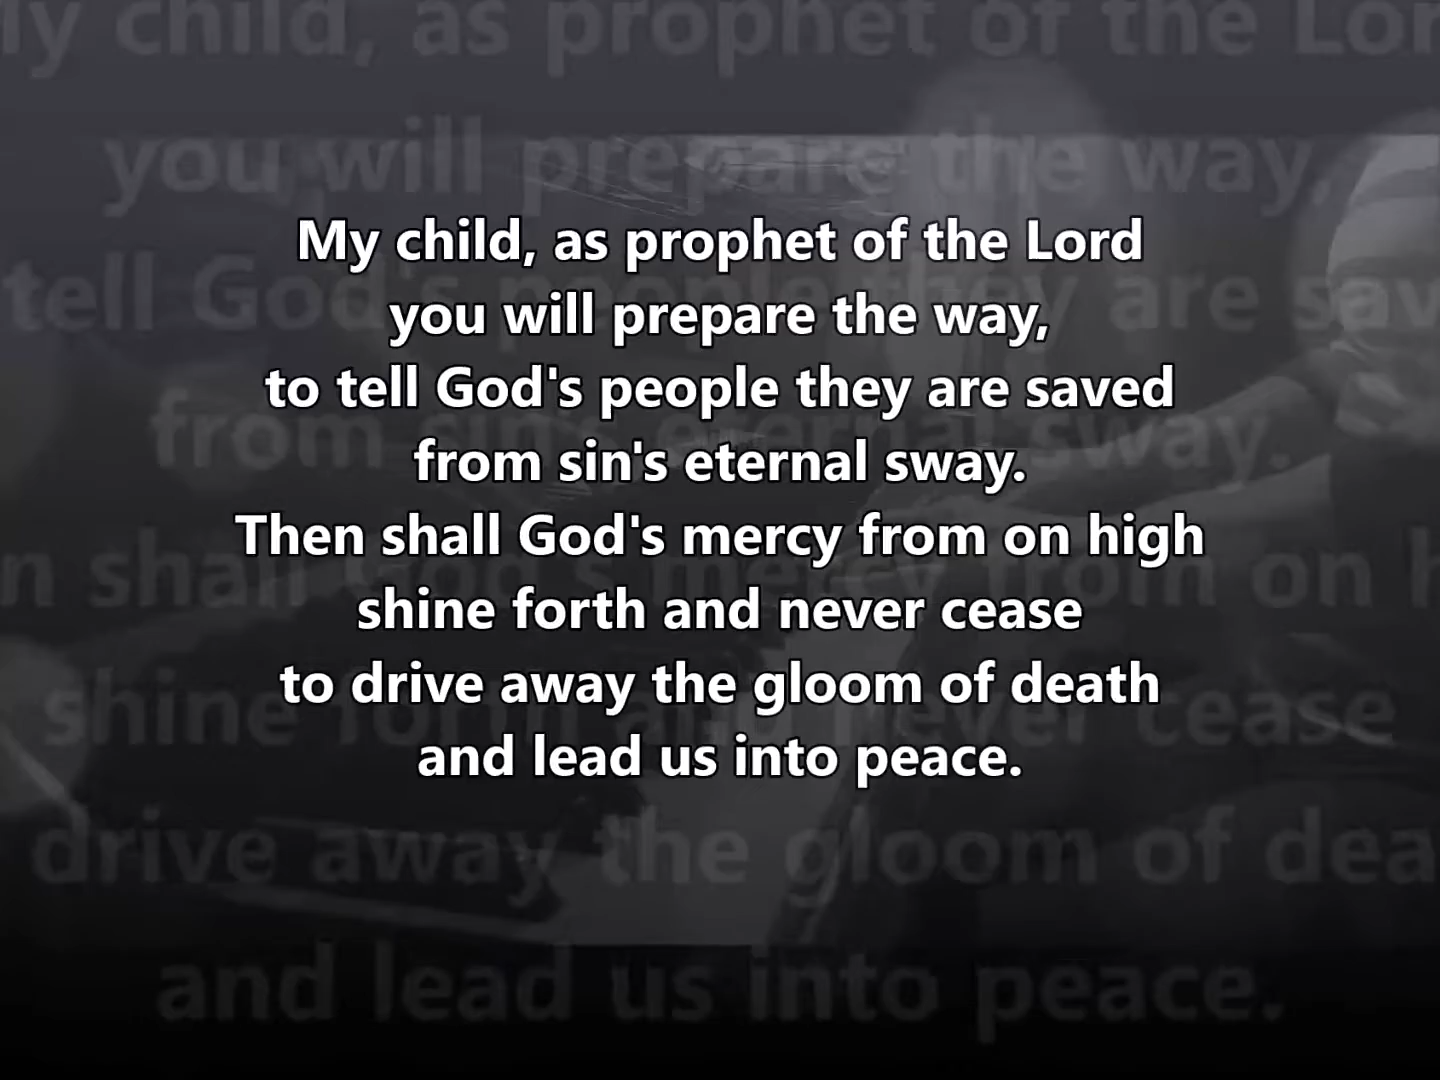 My child, as prophet of the Lord
you will prepare the way,
to tell God's people they are saved
from sin's eternal sway.
Then shall God's mercy from on high
shine forth and never cease
to drive away the gloom of death
and lead us into peace.